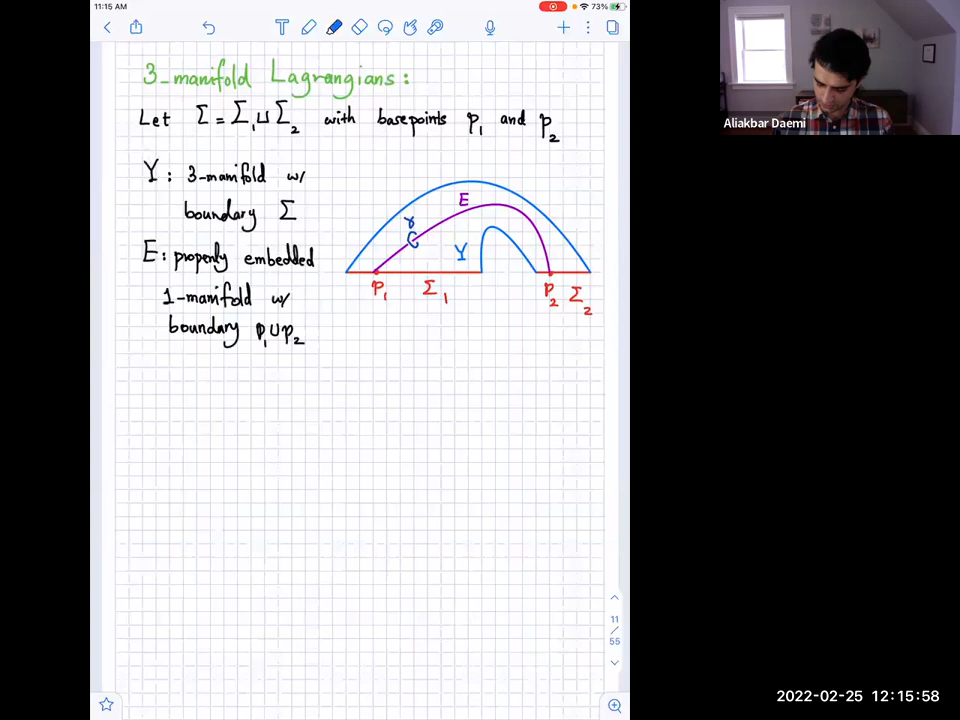 11:15 AM
73%
3-manifold Lagrangians:
Let Σ = Σ₁ ⊔ Σ₂ with basepoints p₁ and p₂
Y: 3-manifold w/
boundary Σ
E: properly embedded
1-manifold w/
boundary p₁ ∪ p₂
E
γ
Y
p₁ Σ₁ p₂ Σ₂
11
/
55
Aliakbar Daemi
2022-02-25 12:15:58